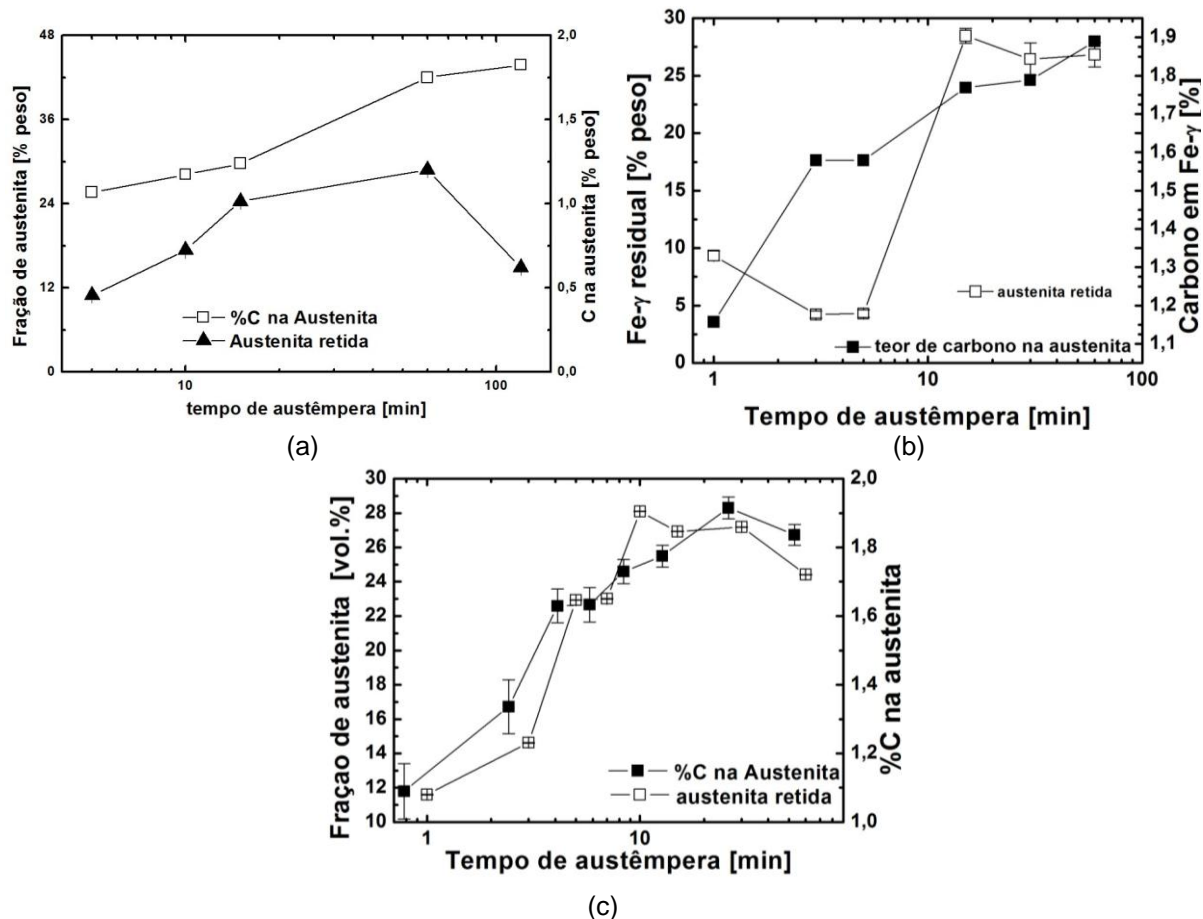 48
36
24
12
0
Fração de austenita [% peso]
2,0
1,5
1,0
0,5
0,0
C na austenita [% peso]
%C na Austenita
Austenita retida
10
100
tempo de austêmpera [min]
(a)
30
25
20
15
10
5
0
Fe-γ residual [% peso]
1,9
1,8
1,7
1,6
1,5
1,3
1,2
1,1
Carbono em Fe-γ [%]
austenita retida
teor de carbono na austenita
1
10
100
Tempo de austêmpera [min]
(b)
30
28
26
24
22
20
18
16
14
12
10
Fraçao de austenita [vol.%]
2,0
1,8
1,6
1,4
1,2
1,0
%C na austenita
%C na Austenita
austenita retida
1
10
Tempo de austêmpera [min]
(c)